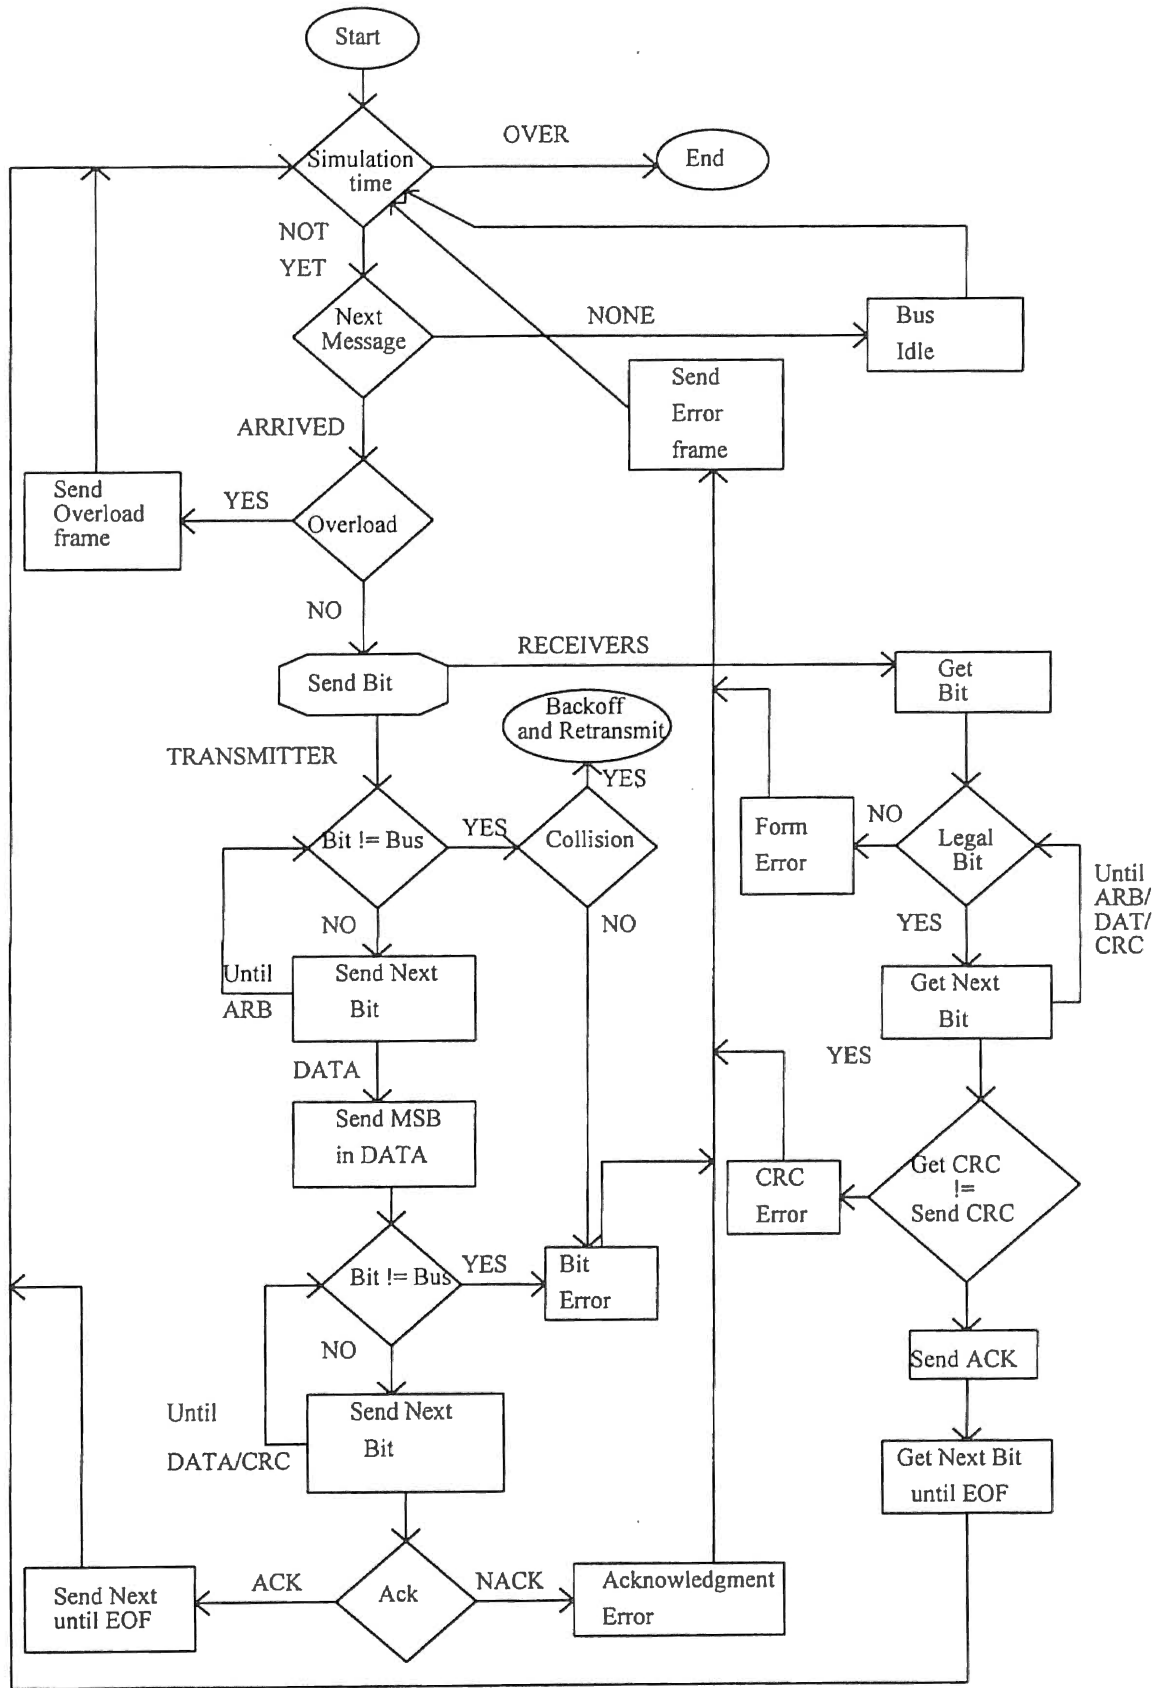 Start
OVER
Simulation
time
End
NOT
YET
Next
Message
NONE
Bus
Idle
Send
Error
frame
ARRIVED
Send
Overload
frame
YES
Overload
NO
RECEIVERS
Send Bit
Get
Bit
Backoff
and Retransmit
TRANSMITTER
YES
Bit != Bus
YES
Collision
Form
Error
NO
Legal
Bit
Until
ARB/
DAT/
CRC
NO
NO
YES
Until
ARB
Send Next
Bit
Get Next
Bit
YES
DATA
Send MSB
in DATA
CRC
Error
Get CRC
!=
Send CRC
Bit != Bus
YES
Bit
Error
NO
Send ACK
Until
DATA/CRC
Send Next
Bit
Get Next Bit
until EOF
Send Next
until EOF
ACK
Ack
NACK
Acknowledgment
Error